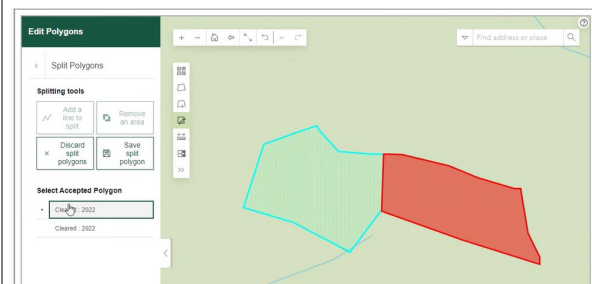 Edit Polygons
Find address or place
Split Polygons
Splitting tools
Add a
line to
split
Remove
an area
Discard
split
polygons
Save
split
polygon
Select Accepted Polygon
Cleared : 2022
Cleared : 2022